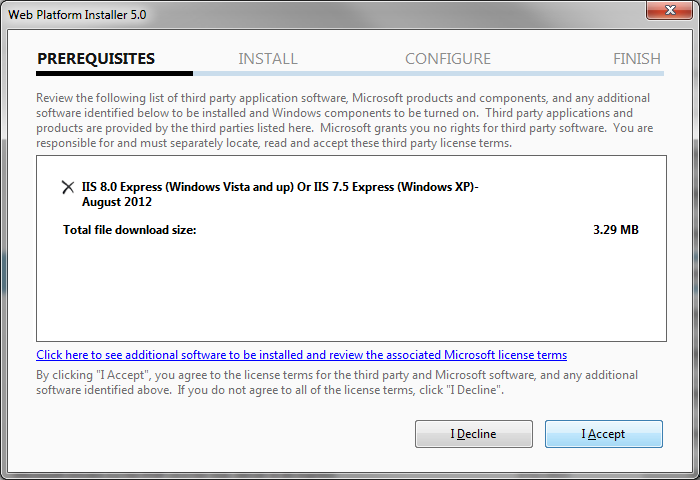 Web Platform Installer 5.0
PREREQUISITES INSTALL CONFIGURE FINISH
Review the following list of third party application software, Microsoft products and components, and any additional
software identified below to be installed and Windows components to be turned on.  Third party applications and
products are provided by the third parties listed here.  Microsoft grants you no rights for third party software.  You are
responsible for and must separately locate, read and accept these third party license terms.
IIS 8.0 Express (Windows Vista and up) Or IIS 7.5 Express (Windows XP)-
August 2012
Total file download size: 3.29 MB
Click here to see additional software to be installed and review the associated Microsoft license terms
By clicking "I Accept", you agree to the license terms for the third party and Microsoft software, and any additional
software identified above.  If you do not agree to all of the license terms, click "I Decline".
I Decline I Accept